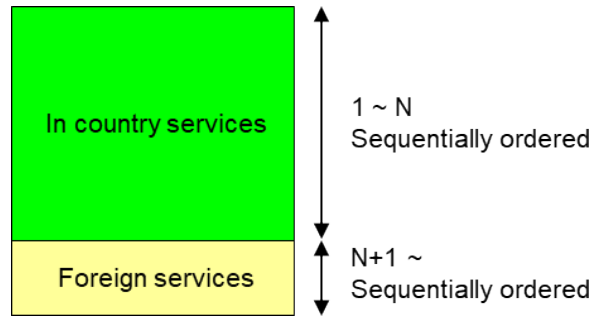 In country services
1 ~ N
Sequentially ordered
Foreign services
N+1 ~
Sequentially ordered